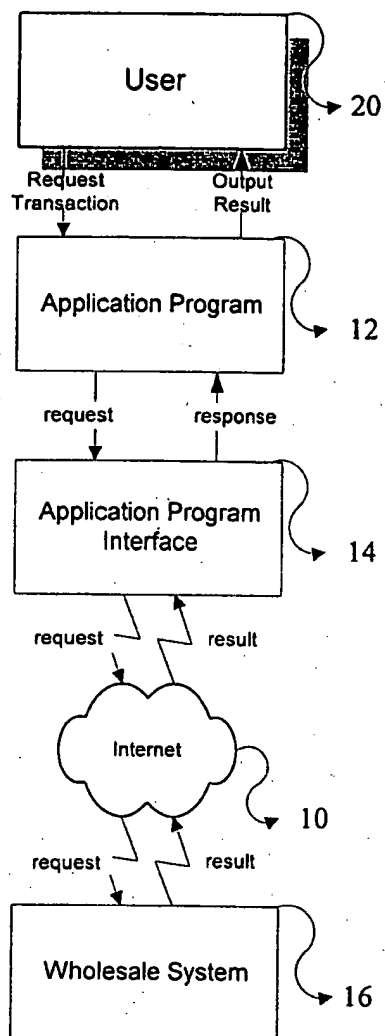 User
20
Request Output
Transaction Result
Application Program
12
request response
Application Program
Interface
14
request result
Internet
10
request result
Wholesale System
16